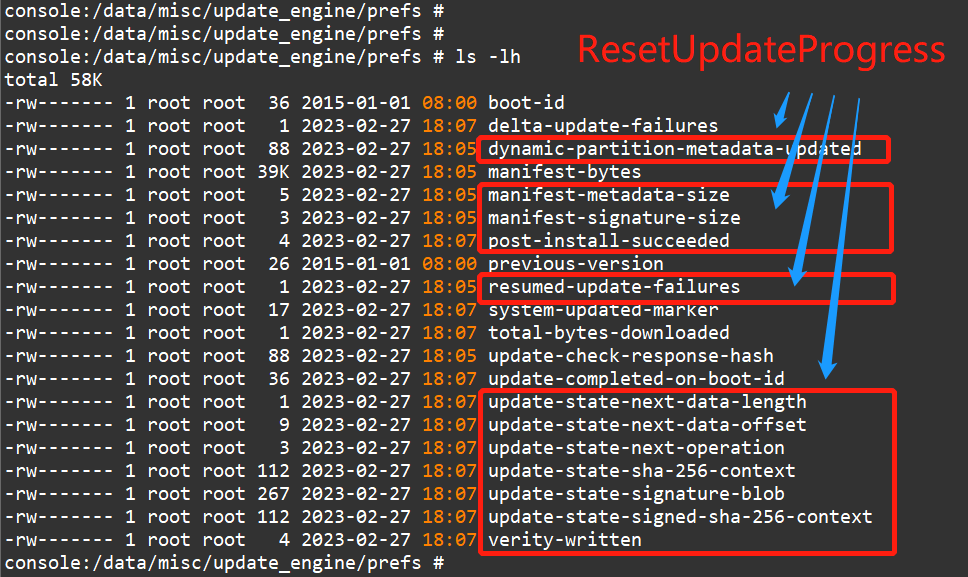 console:/data/misc/update_engine/prefs #
console:/data/misc/update_engine/prefs #
console:/data/misc/update_engine/prefs # ls -lh
ResetUpdateProgress
total 58K
-rw------- 1 root root  36 2015-01-01 08:00 boot-id
-rw------- 1 root root   1 2023-02-27 18:07 delta-update-failures
-rw------- 1 root root  88 2023-02-27 18:05 dynamic-partition-metadata-updated
-rw------- 1 root root 39K 2023-02-27 18:05 manifest-bytes
-rw------- 1 root root   5 2023-02-27 18:05 manifest-metadata-size
-rw------- 1 root root   3 2023-02-27 18:05 manifest-signature-size
-rw------- 1 root root   4 2023-02-27 18:07 post-install-succeeded
-rw------- 1 root root  26 2015-01-01 08:00 previous-version
-rw------- 1 root root   1 2023-02-27 18:05 resumed-update-failures
-rw------- 1 root root  17 2023-02-27 18:07 system-updated-marker
-rw------- 1 root root   1 2023-02-27 18:07 total-bytes-downloaded
-rw------- 1 root root  88 2023-02-27 18:05 update-check-response-hash
-rw------- 1 root root  36 2023-02-27 18:07 update-completed-on-boot-id
-rw------- 1 root root   1 2023-02-27 18:07 update-state-next-data-length
-rw------- 1 root root   9 2023-02-27 18:07 update-state-next-data-offset
-rw------- 1 root root   3 2023-02-27 18:07 update-state-next-operation
-rw------- 1 root root 112 2023-02-27 18:07 update-state-sha-256-context
-rw------- 1 root root 267 2023-02-27 18:07 update-state-signature-blob
-rw------- 1 root root 112 2023-02-27 18:07 update-state-signed-sha-256-context
-rw------- 1 root root   4 2023-02-27 18:07 verity-written
console:/data/misc/update_engine/prefs #